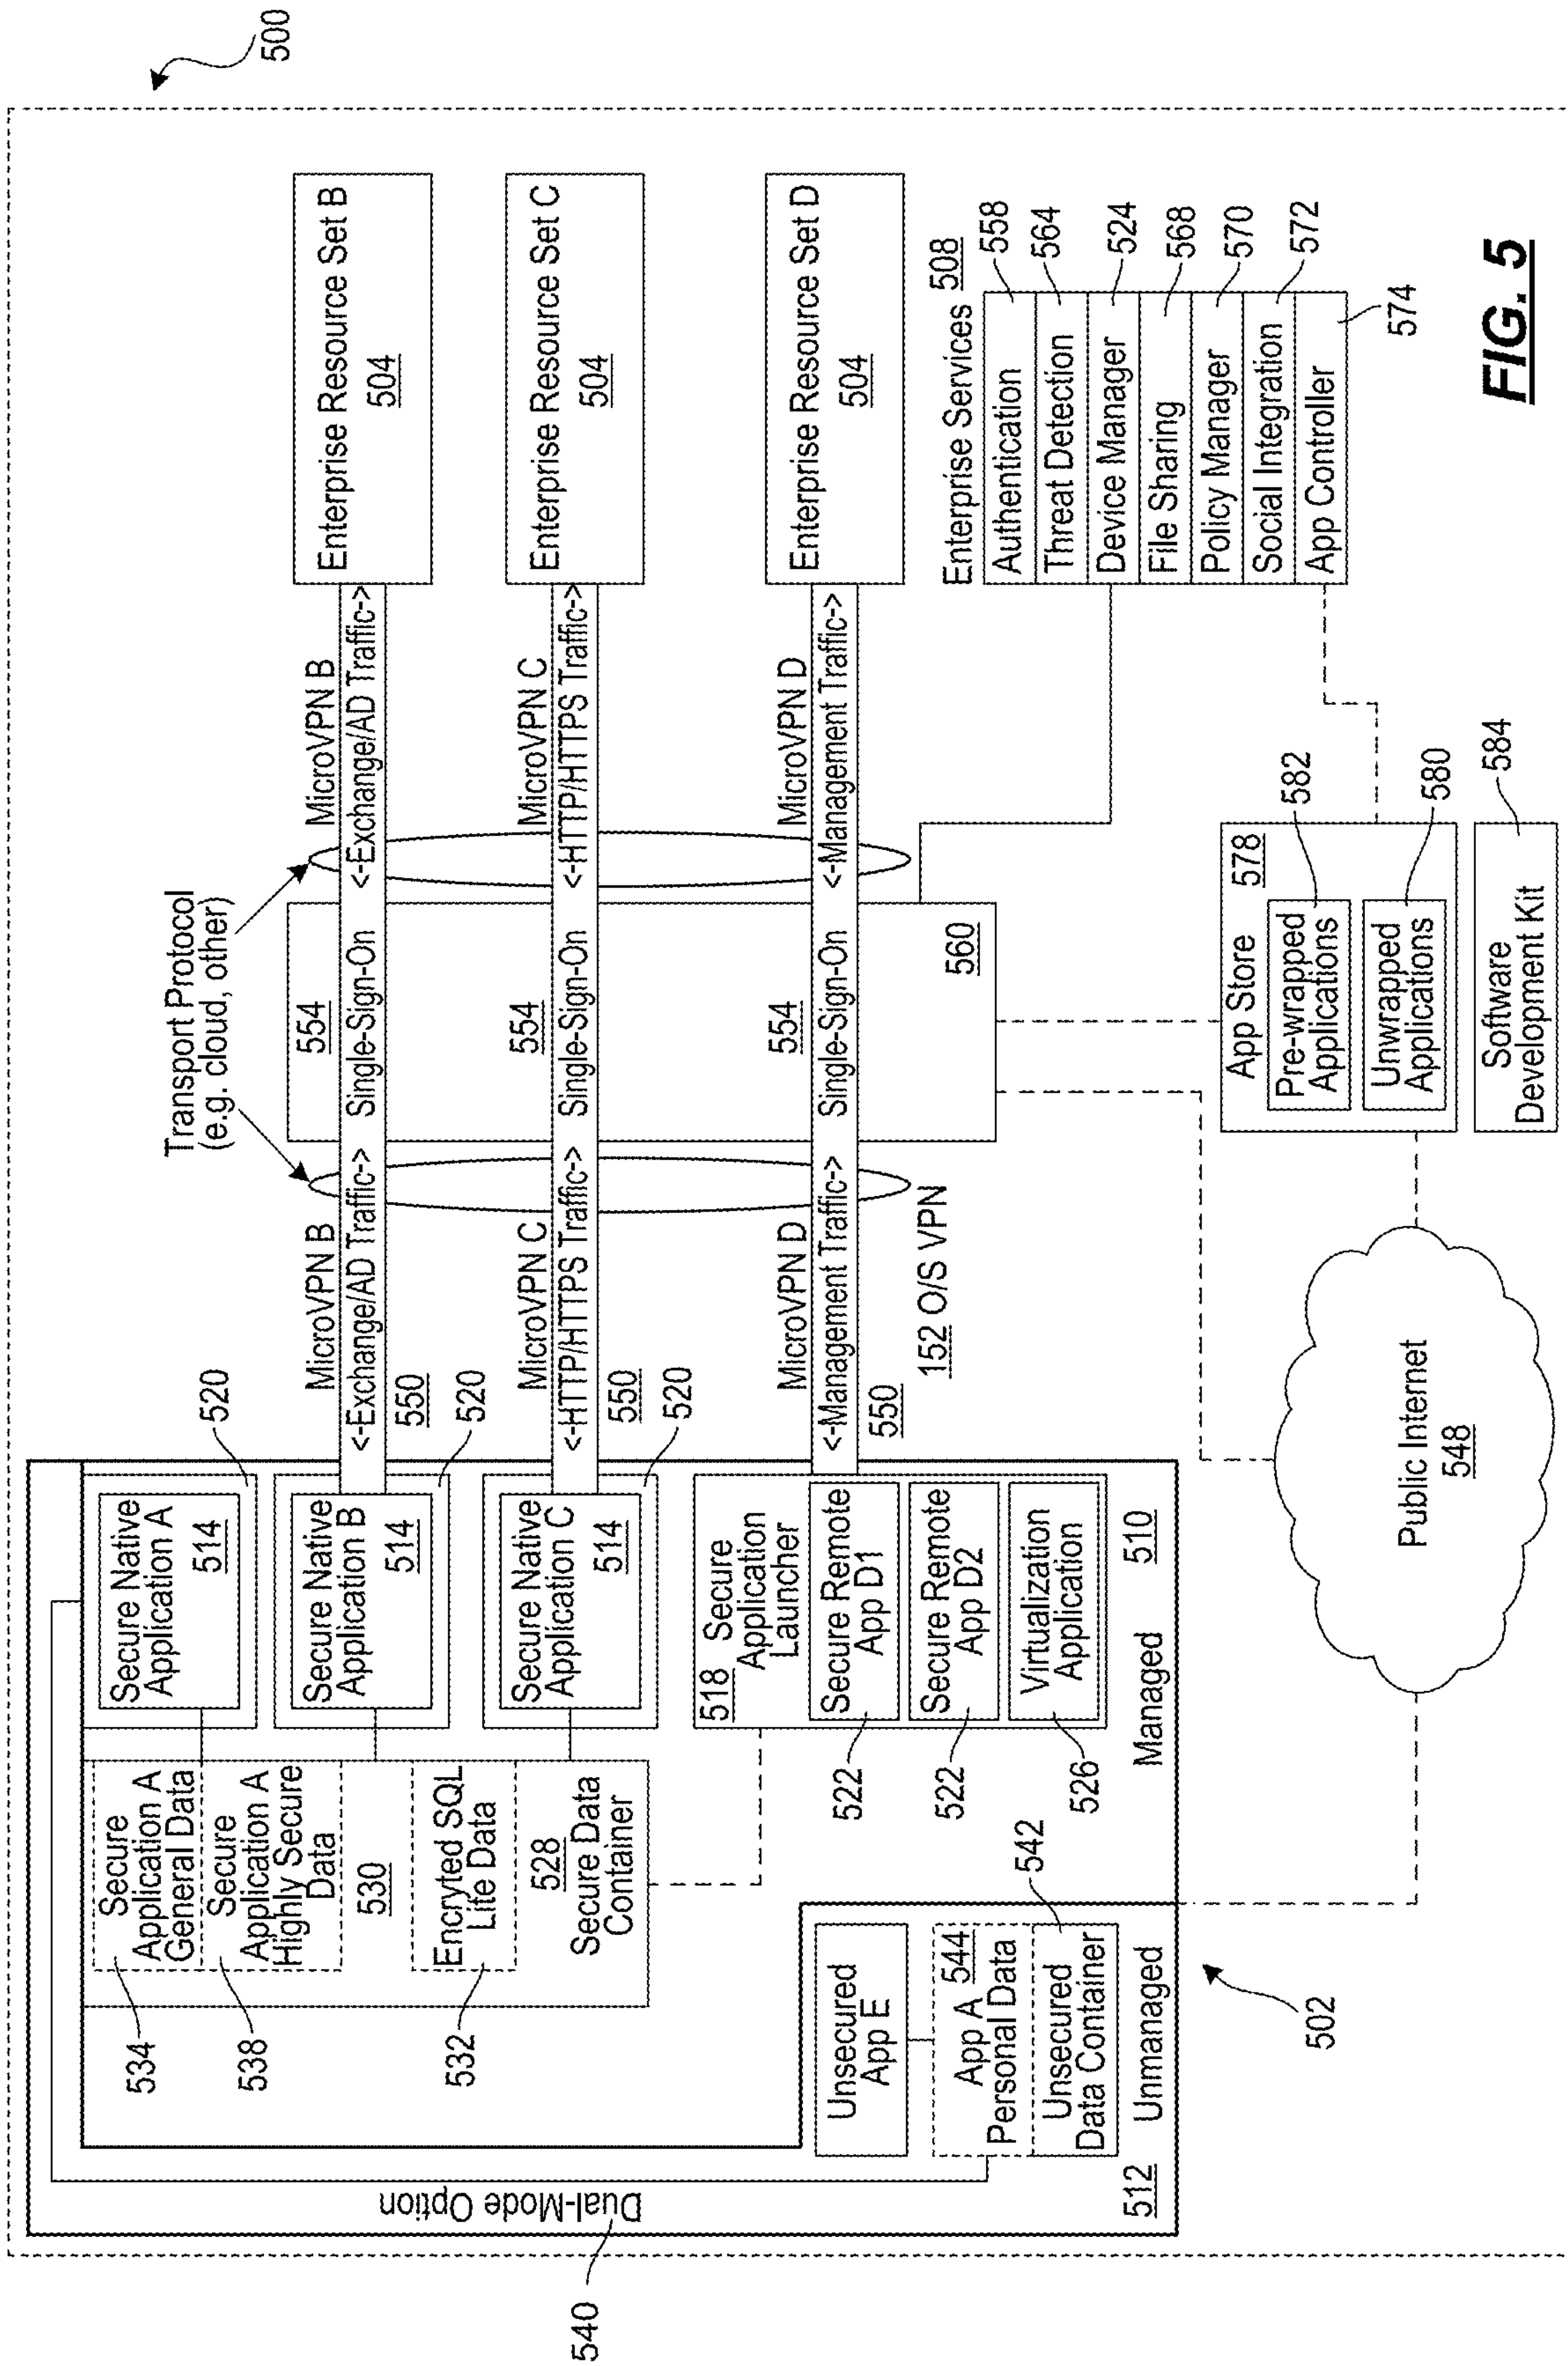 500
Transport Protocol
(e.g. cloud, other)
540
Dual-Mode Option
534
538
532
Secure
Application A
General Data
Secure
Application A
Highly Secure
Data
530
Encryted SQL
Lite Data
528
Secure Data
Container
Secure Native
Application A
514
520
Secure Native
Application B
514
520
Secure Native
Application C
514
520
518 Secure
Application
Launcher
Secure Remote
App D1
Secure Remote
App D2
Virtualization
Application
522
522
526
Managed
510
Unsecured
App E
544
App A
Personal Data
Unsecured
Data Container
542
512
Unmanaged
502
MicroVPN B
<-Exchange/AD Traffic->
550
MicroVPN C
<-HTTP/HTTPS Traffic->
550
MicroVPN D
<-Management Traffic->
550
152 O/S VPN
554
Single-Sign-On
554
Single-Sign-On
554
Single-Sign-On
560
MicroVPN B
<-Exchange/AD Traffic->
MicroVPN C
<-HTTP/HTTPS Traffic->
MicroVPN D
<-Management Traffic->
Enterprise Resource Set B
504
Enterprise Resource Set C
504
Enterprise Resource Set D
504
Enterprise Services 508
Authentication
558
Threat Detection
564
Device Manager
524
File Sharing
568
Policy Manager
570
Social Integration
572
App Controller
574
Public Internet
548
App Store 578
Pre-wrapped
Applications
582
Unwrapped
Applications
580
Software
Development Kit
584
FIG. 5